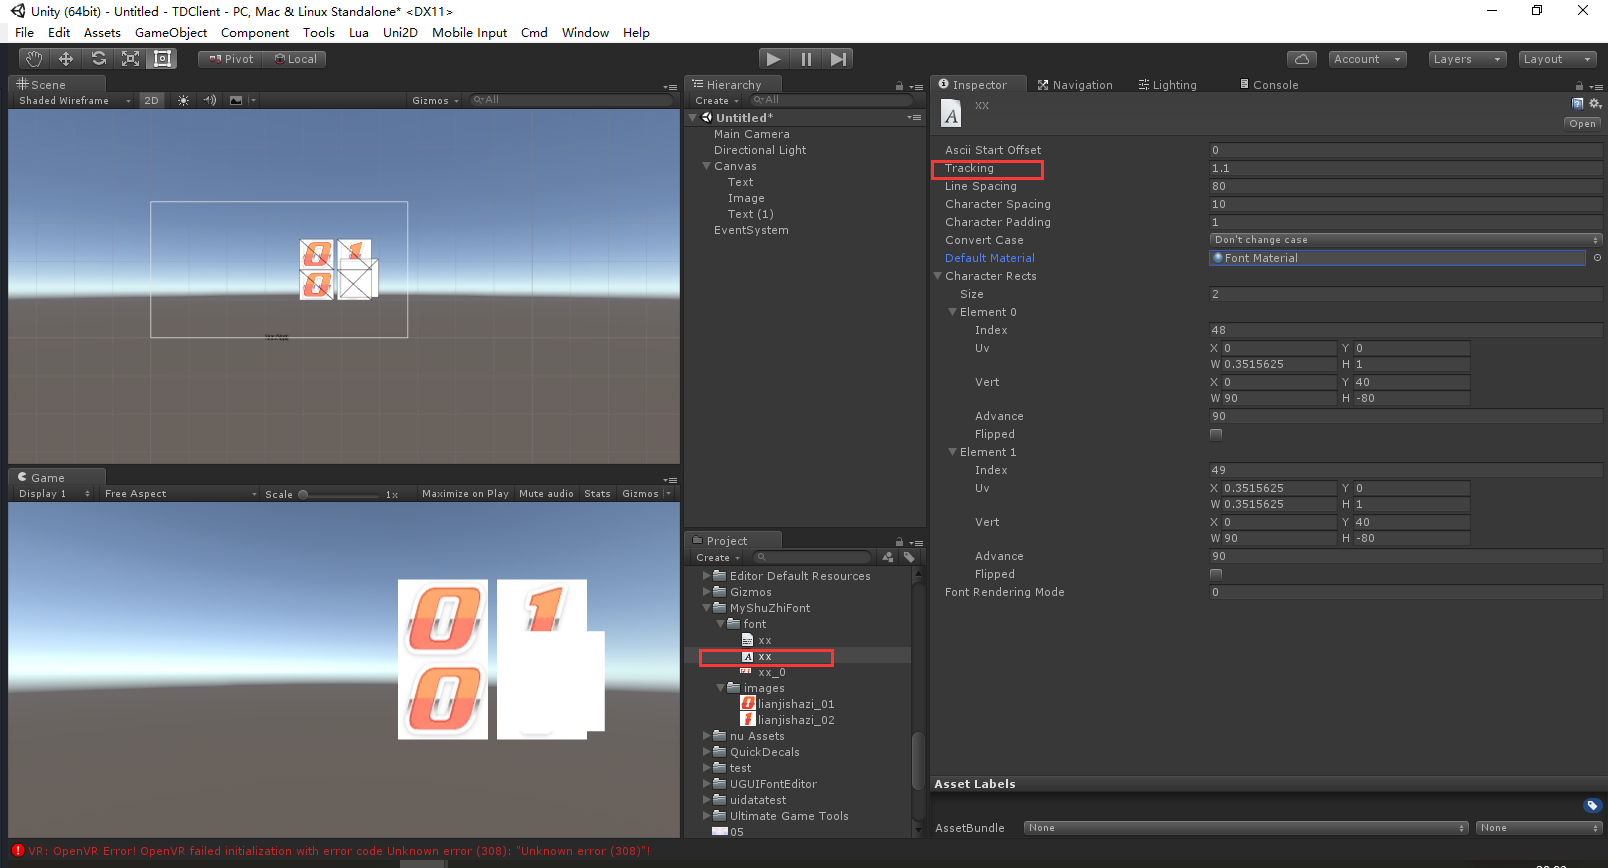 Unity (64bit) - Untitled - TDClient - PC, Mac & Linux Standalone* <DX11>
File Edit Assets GameObject Component Tools Lua Uni2D Mobile Input Cmd Window Help
Pivot Local Account Layers Layout
Scene
Shaded Wireframe 2D Gizmos All
Hierarchy
Create All
Untitled*
Main Camera
Directional Light
Canvas
Text
Image
Text (1)
EventSystem
Inspector Navigation Lighting Console
A xx
Open
Ascii Start Offset 0
Tracking 1.1
Line Spacing 80
Character Spacing 10
Character Padding 1
Convert Case Don't change case
Default Material Font Material
Character Rects
Size 2
Element 0
Index 48
Uv X 0 Y 0
W 0.3515625 H 1
Vert X 0 Y 40
W 90 H -80
Advance 90
Flipped
Element 1
Index 49
Uv X 0.3515625 Y 0
W 0.3515625 H 1
Vert X 0 Y 40
W 90 H -80
Advance 90
Flipped
Font Rendering Mode 0
0 1
0
Game
Display 1 Free Aspect Scale 1x Maximize on Play Mute audio Stats Gizmos
0 1
0
Project
Create
Editor Default Resources
Gizmos
MyShuZhiFont
font
xx
A xx
xx_0
images
0 lianjishazi_01
1 lianjishazi_02
nu Assets
QuickDecals
test
UGUIFontEditor
uidatatest
Ultimate Game Tools
05
Asset Labels
AssetBundle None None
VR: OpenVR Error! OpenVR failed initialization with error code Unknown error (308): "Unknown error (308)"!